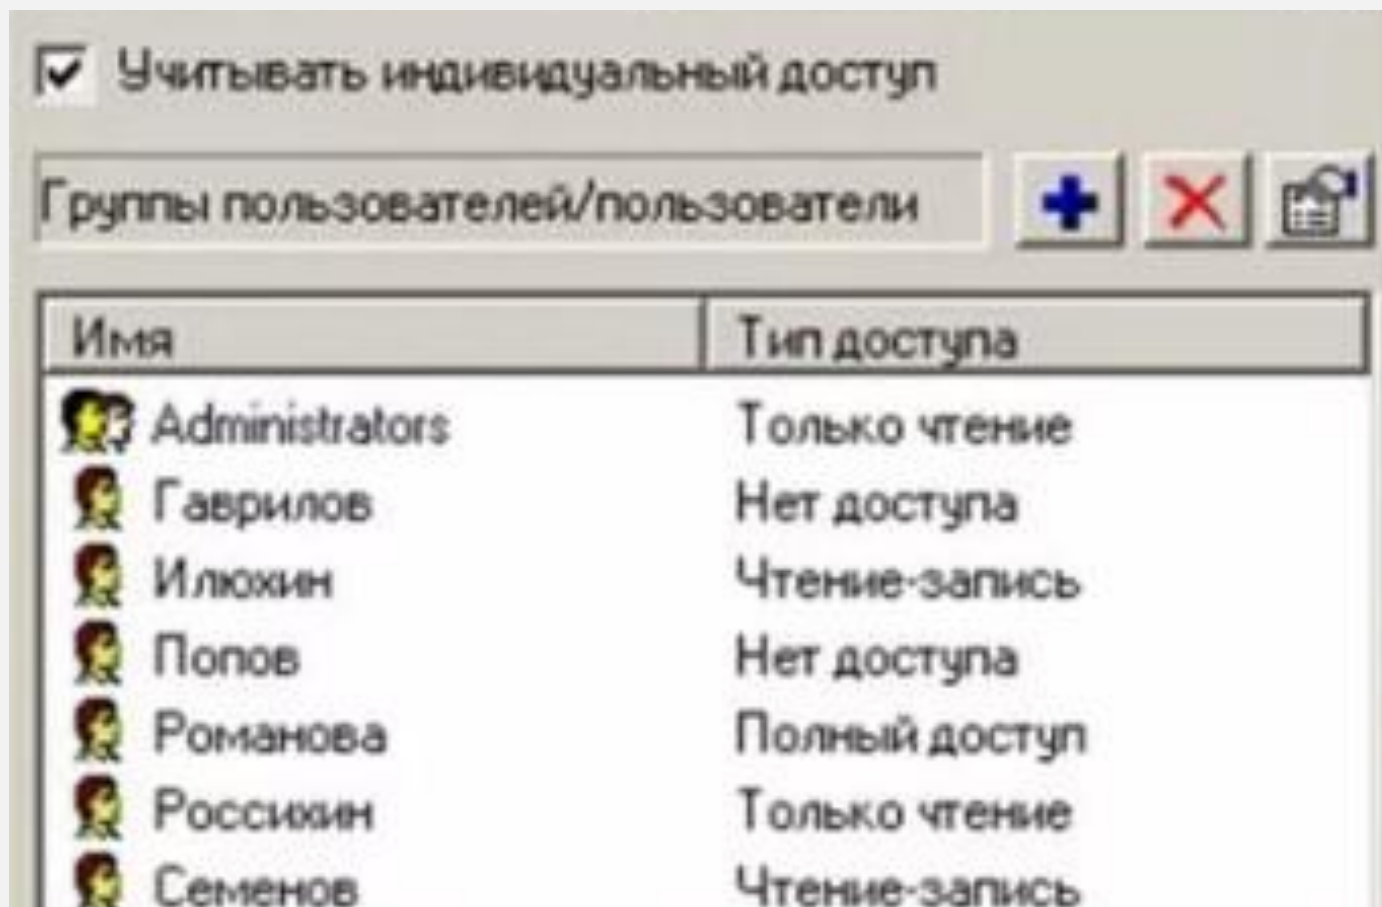 Учитывать индивидуальный доступ
Группы пользователей/пользователи
Имя Тип доступа
Administrators Только чтение
Гаврилов Нет доступа
Илюхин Чтение-запись
Попов Нет доступа
Романова Полный доступ
Россихин Только чтение
Семенов Чтение-запись